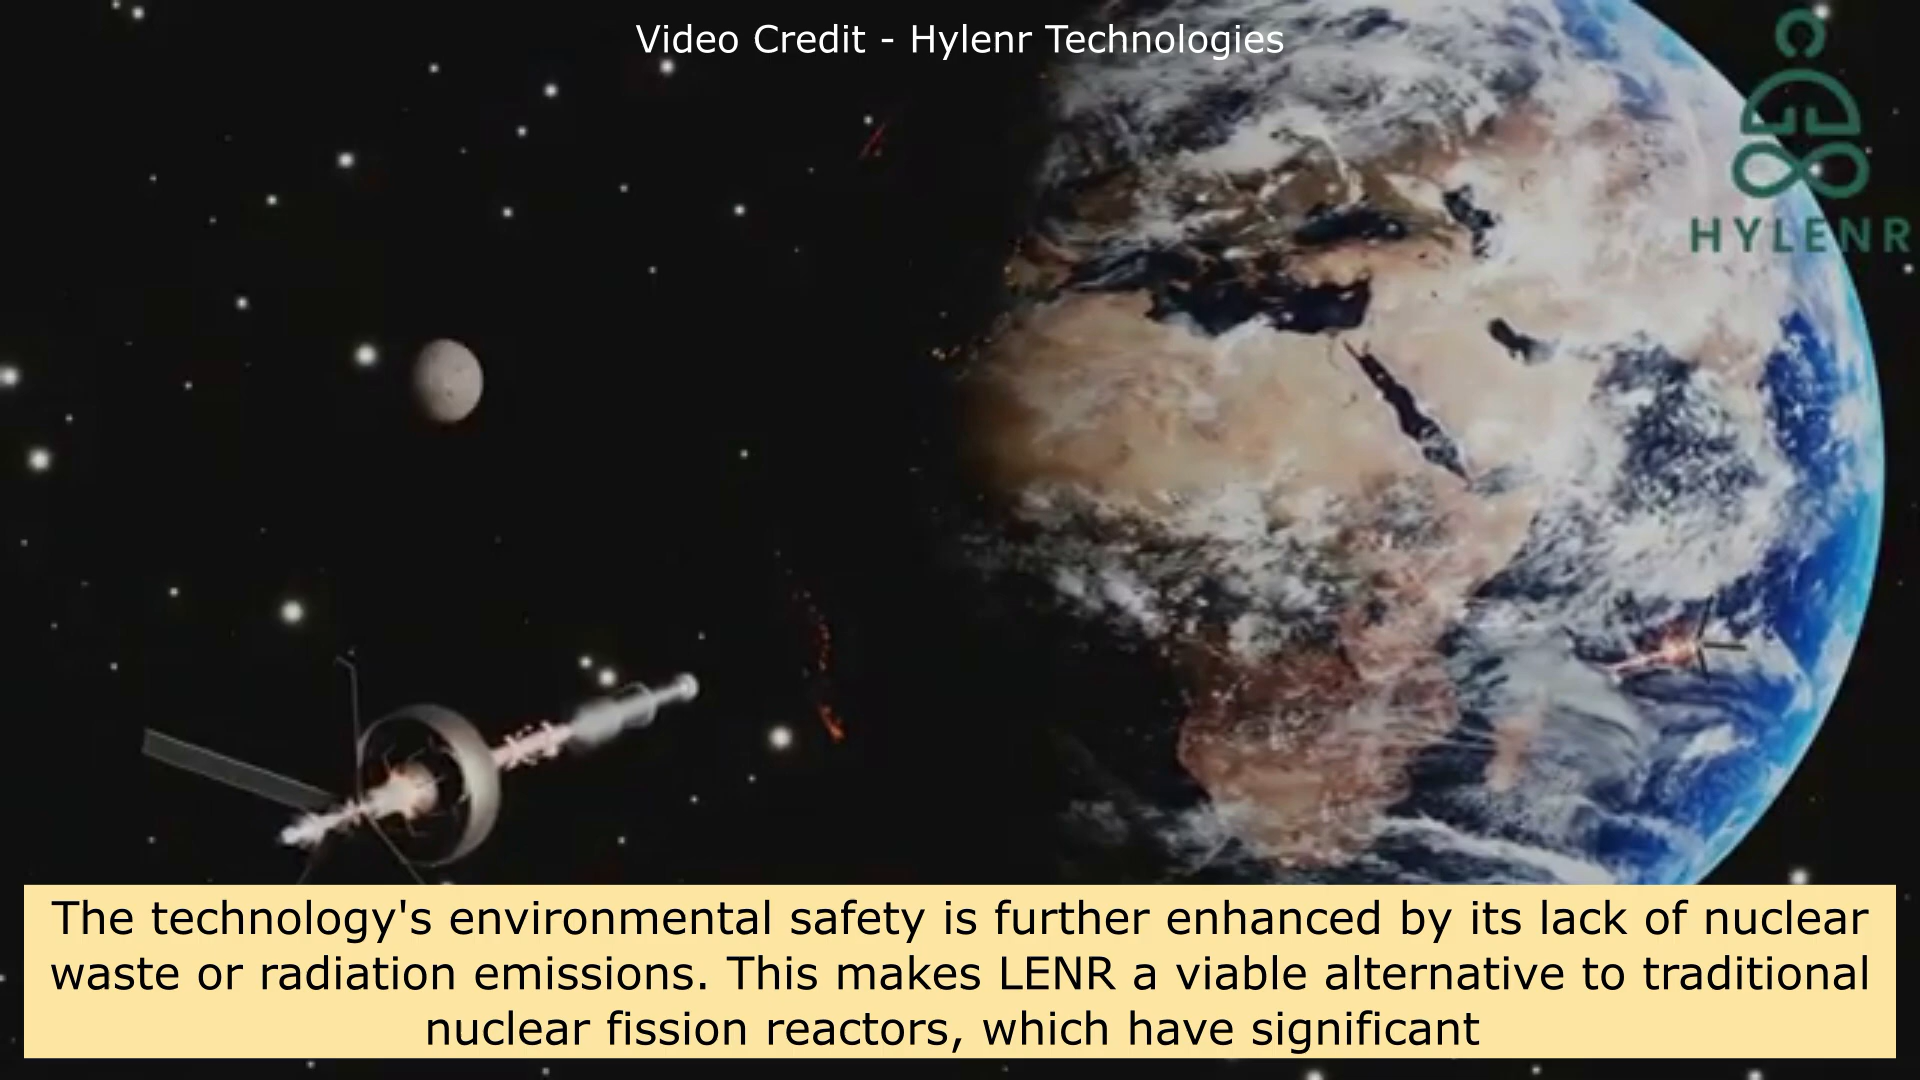 Video Credit - Hylenr Technologies
HYLENR
The technology's environmental safety is further enhanced by its lack of nuclear
waste or radiation emissions. This makes LENR a viable alternative to traditional
nuclear fission reactors, which have significant